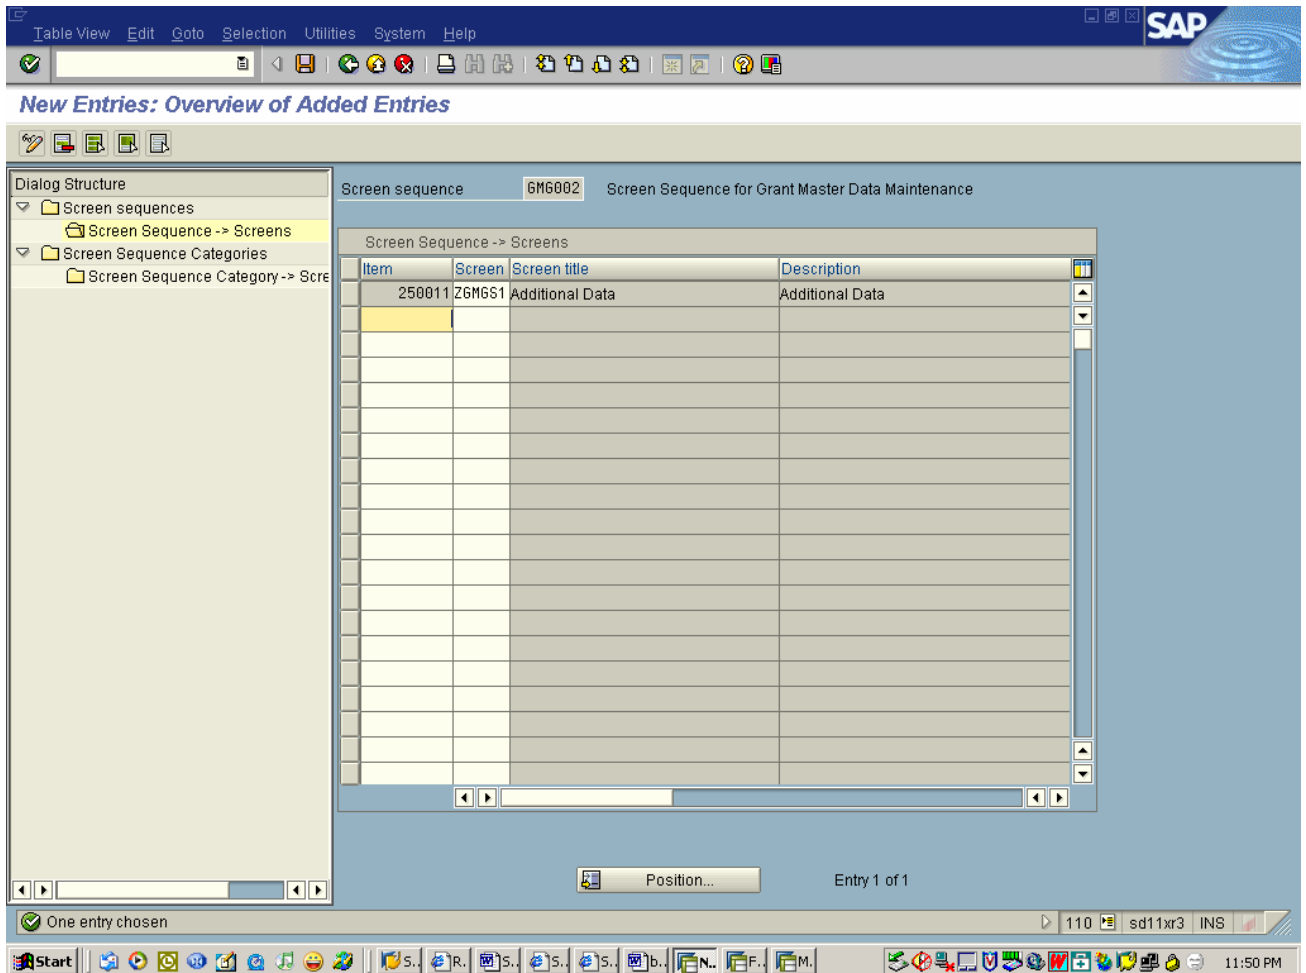 Table View Edit Goto Selection Utilities System Help
SAP
New Entries: Overview of Added Entries
Dialog Structure
Screen sequences
Screen Sequence -> Screens
Screen Sequence Categories
Screen Sequence Category -> Scre
Screen sequence GMG002 Screen Sequence for Grant Master Data Maintenance
Screen Sequence -> Screens
Item Screen Screen title Description
250011 ZGMGS1 Additional Data Additional Data
Position... Entry 1 of 1
One entry chosen 110 sd11xr3 INS
Start S.. R.. S.. S.. S.. b.. N.. F.. M. 11:50 PM